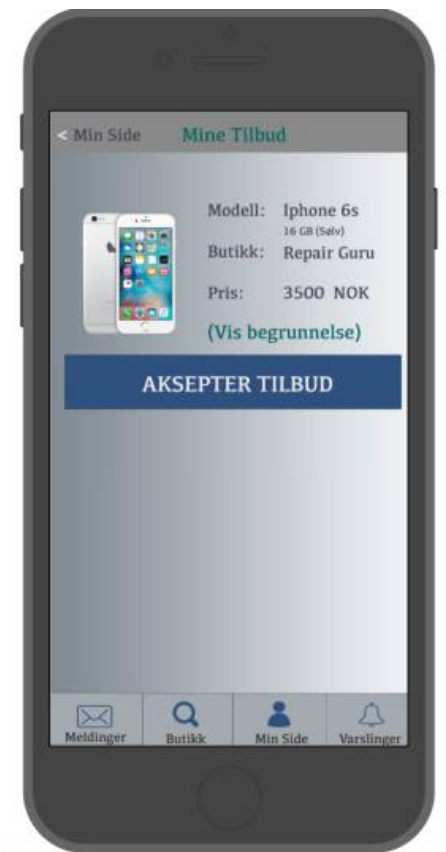 < Min Side Mine Tilbud
Modell: Iphone 6s
16 GB (Sølv)
Butikk: Repair Guru
Pris: 3500 NOK
(Vis begrunnelse)
AKSEPTER TILBUD
Meldinger Butikk Min Side Varslinger